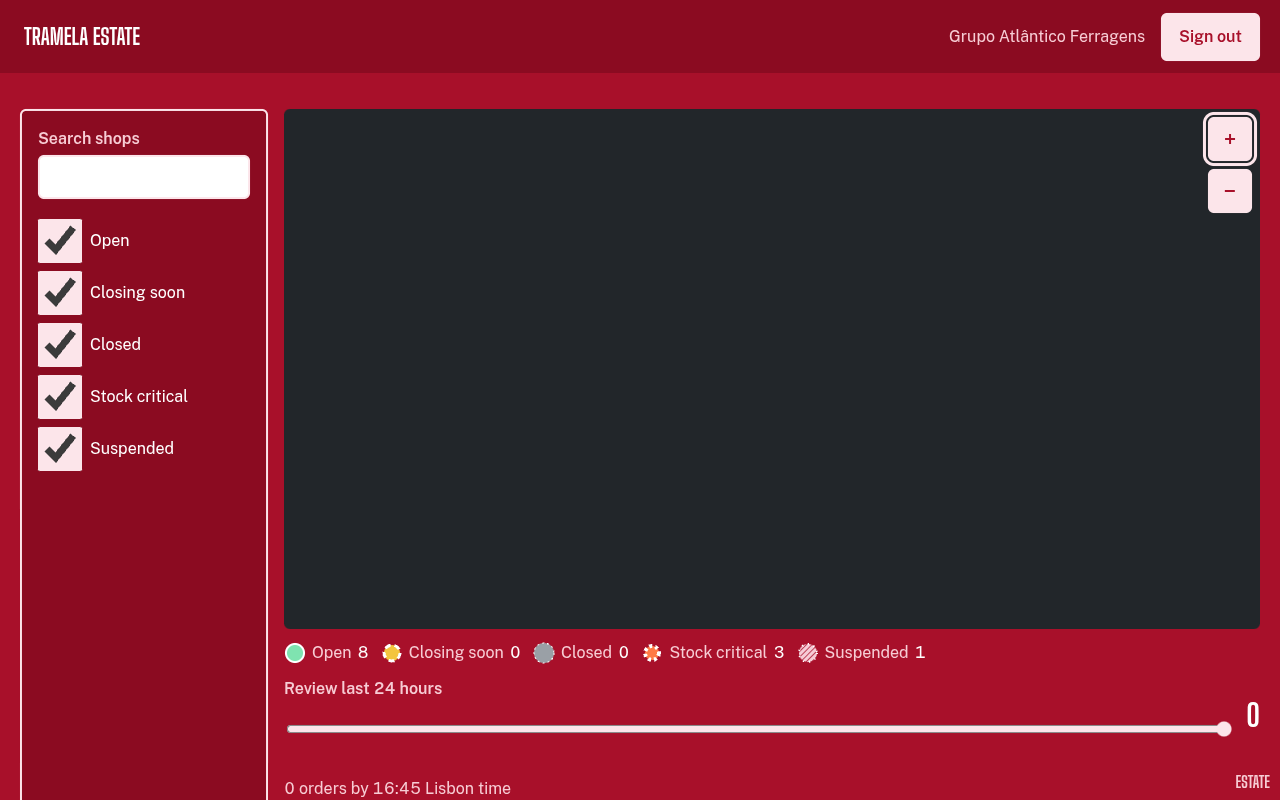 TRAMELA ESTATE
Grupo Atlântico Ferragens
Sign out
Search shops
Open
Closing soon
Closed
Stock critical
Suspended
+
−
Open 8 Closing soon 0 Closed 0 Stock critical 3 Suspended 1
Review last 24 hours
0
0 orders by 16:45 Lisbon time
ESTATE